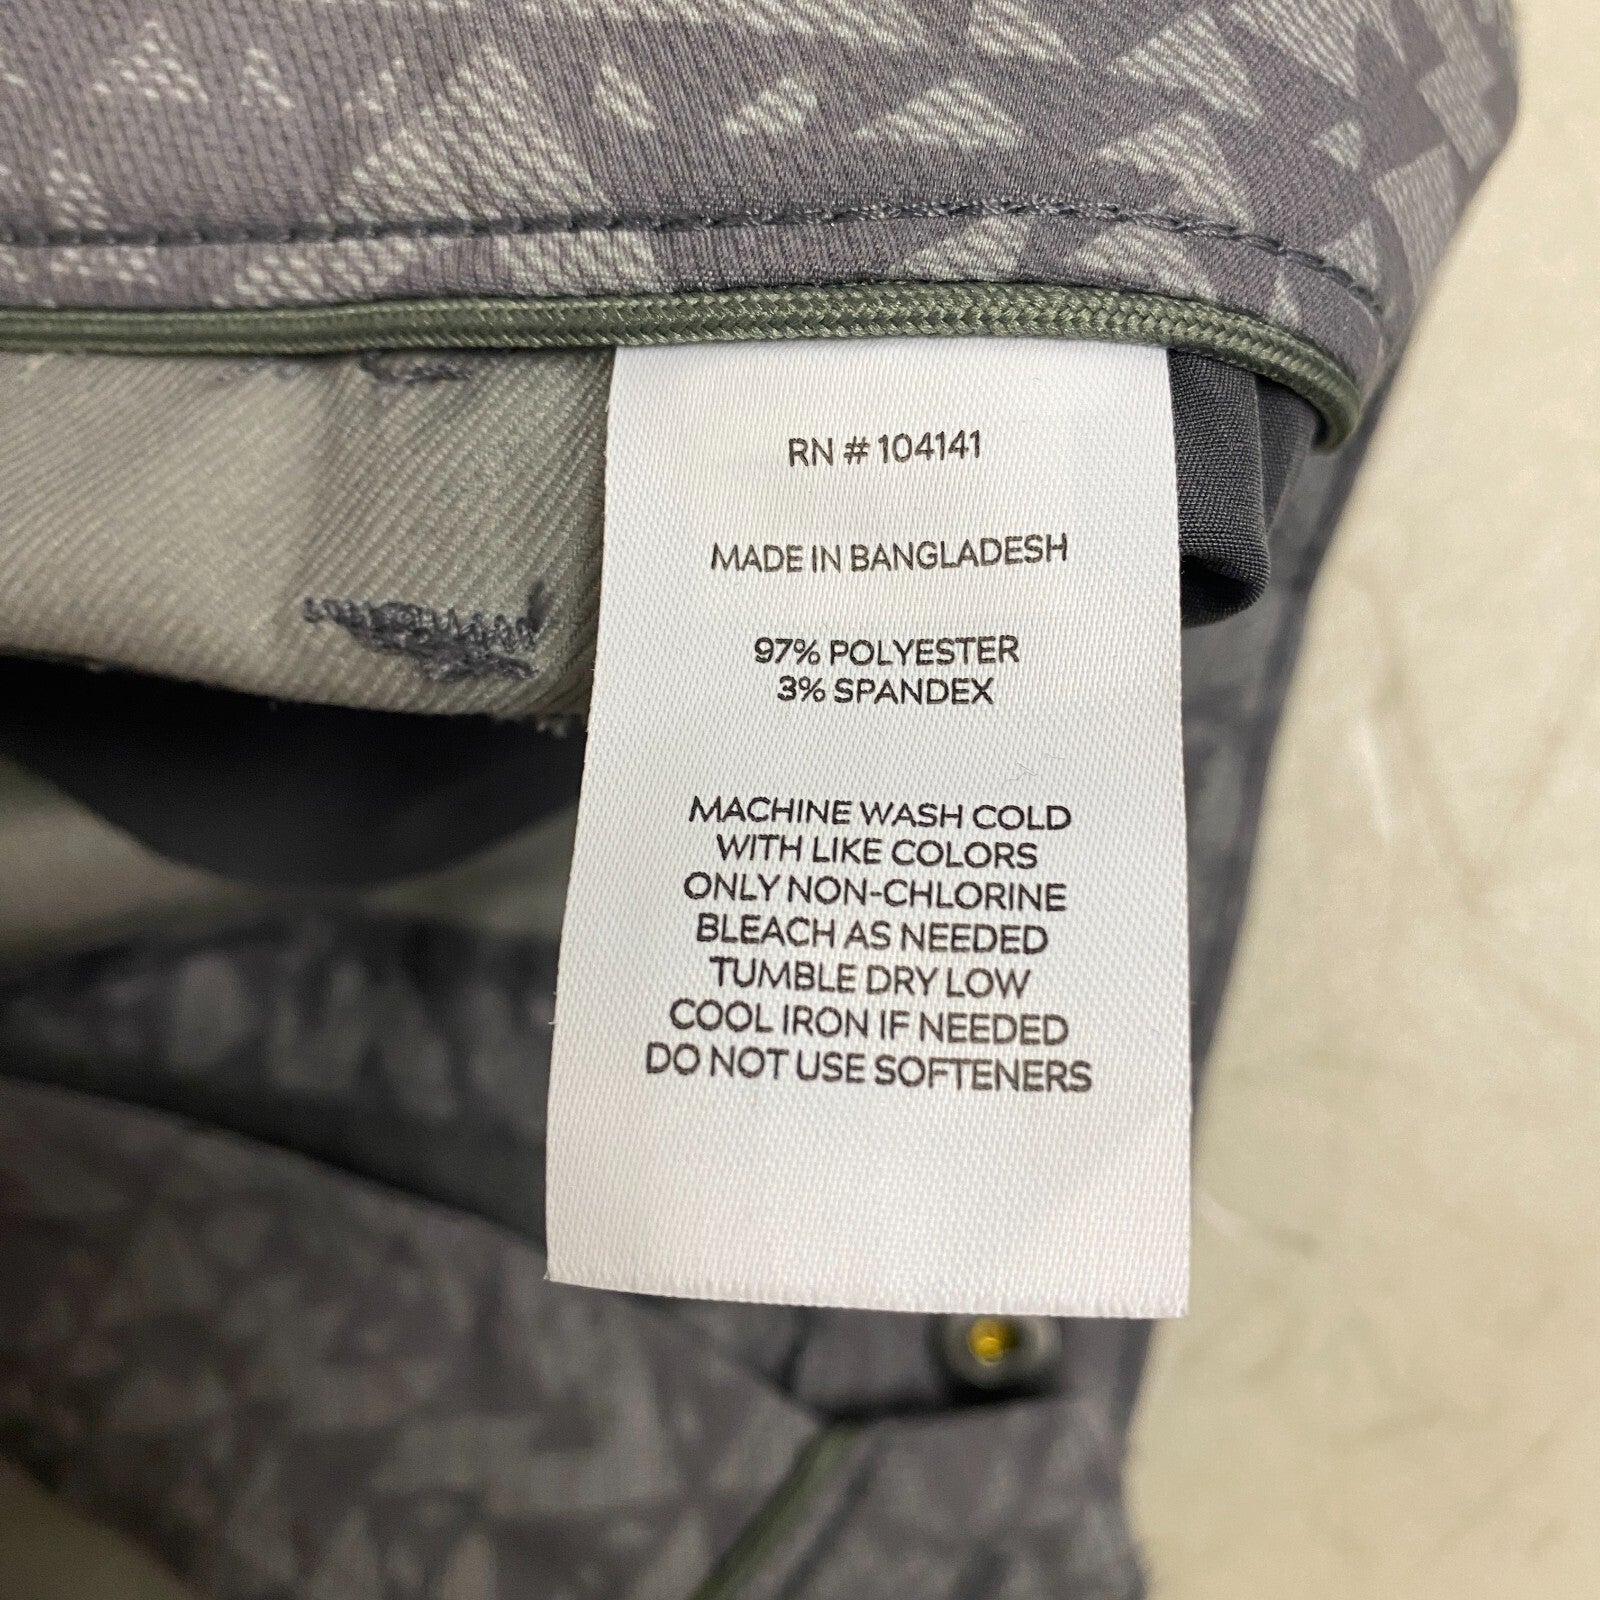 RN # 104141
MADE IN BANGLADESH
97% POLYESTER
3% SPANDEX
MACHINE WASH COLD
WITH LIKE COLORS
ONLY NON-CHLORINE
BLEACH AS NEEDED
TUMBLE DRY LOW
COOL IRON IF NEEDED
DO NOT USE SOFTENERS